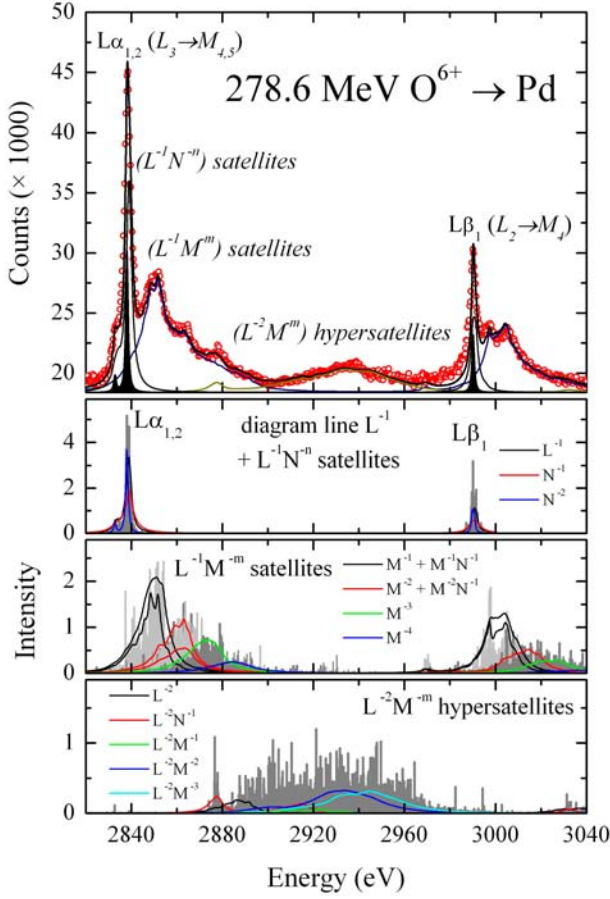 50
45
40
35
30
25
20
Counts (× 1000)
Lα1,2 (L3→M4,5)
278.6 MeV O6+ → Pd
(L-1N-n) satellites
(L-1Mm) satellites
Lβ1 (L2→M4)
(L-2Mm) hypersatellites
4
2
0
Lα1,2
diagram line L-1
+ L-1N-n satellites
Lβ1
L-1
N-1
N-2
2
1
0
Intensity
L-1M-m satellites
M-1 + M-1N-1
M-2 + M-2N-1
M-3
M-4
1
0
L-2
L-2N-1
L-2M-1
L-2M-2
L-2M-3
L-2M-m hypersatellites
2840 2880 2920 2960 3000 3040
Energy (eV)